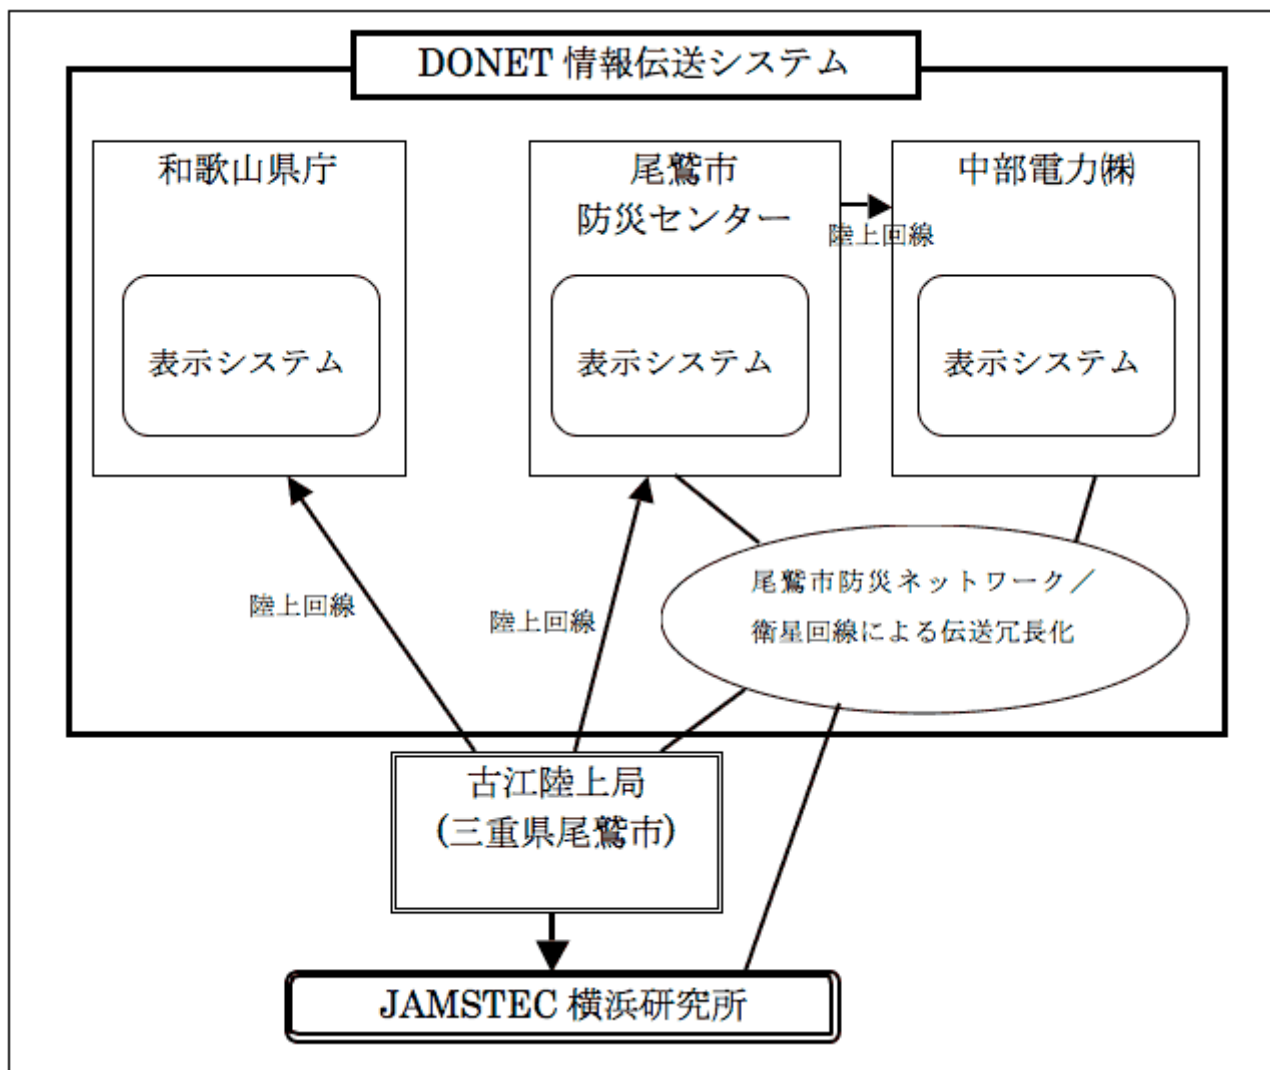 DONET 情報伝送システム
和歌山県庁
表示システム
尾鷲市
防災センター
表示システム
陸上回線
中部電力㈱
表示システム
陸上回線
陸上回線
尾鷲市防災ネットワーク／
衛星回線による伝送冗長化
古江陸上局
(三重県尾鷲市)
JAMSTEC 横浜研究所